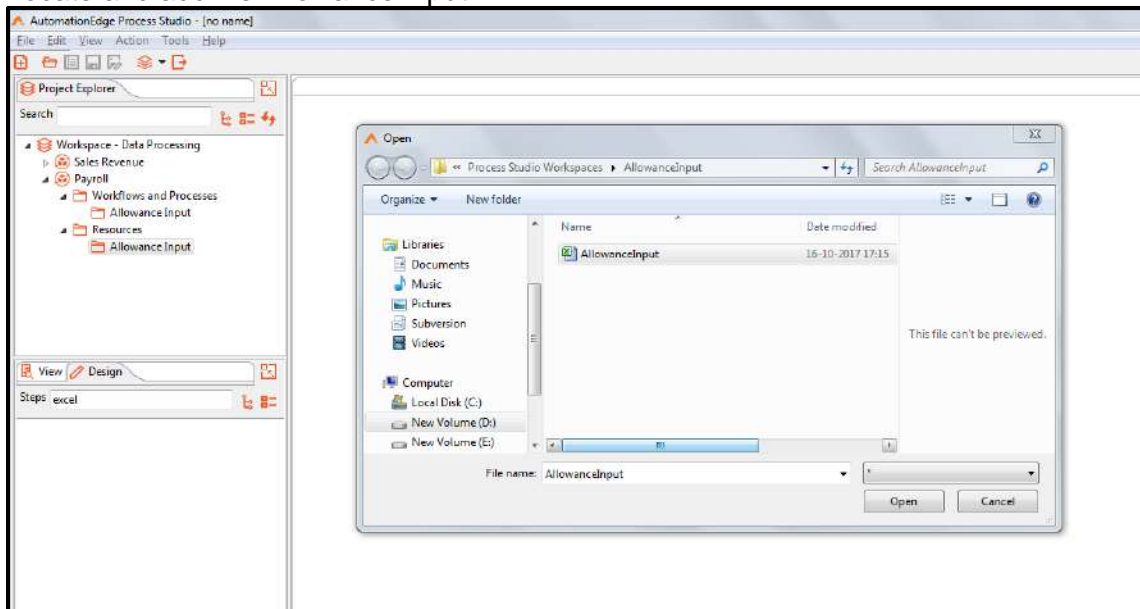 AutomationEdge Process Studio - [no name]
File Edit View Action Tools Help
Project Explorer
Search
Workspace - Data Processing
Sales Revenue
Payroll
Workflows and Processes
Allowance Input
Resources
Allowance Input
View Design
Steps excel
Open
« Process Studio Workspaces AllowanceInput
Search AllowanceInput
Organize New folder
Name Date modified
Libraries
Documents
Music
Pictures
Subversion
Videos
Computer
Local Disk (C:)
New Volume (D:)
New Volume (E:)
AllowanceInput 16-10-2017 17:15
This file can't be previewed.
File name: AllowanceInput *
Open Cancel